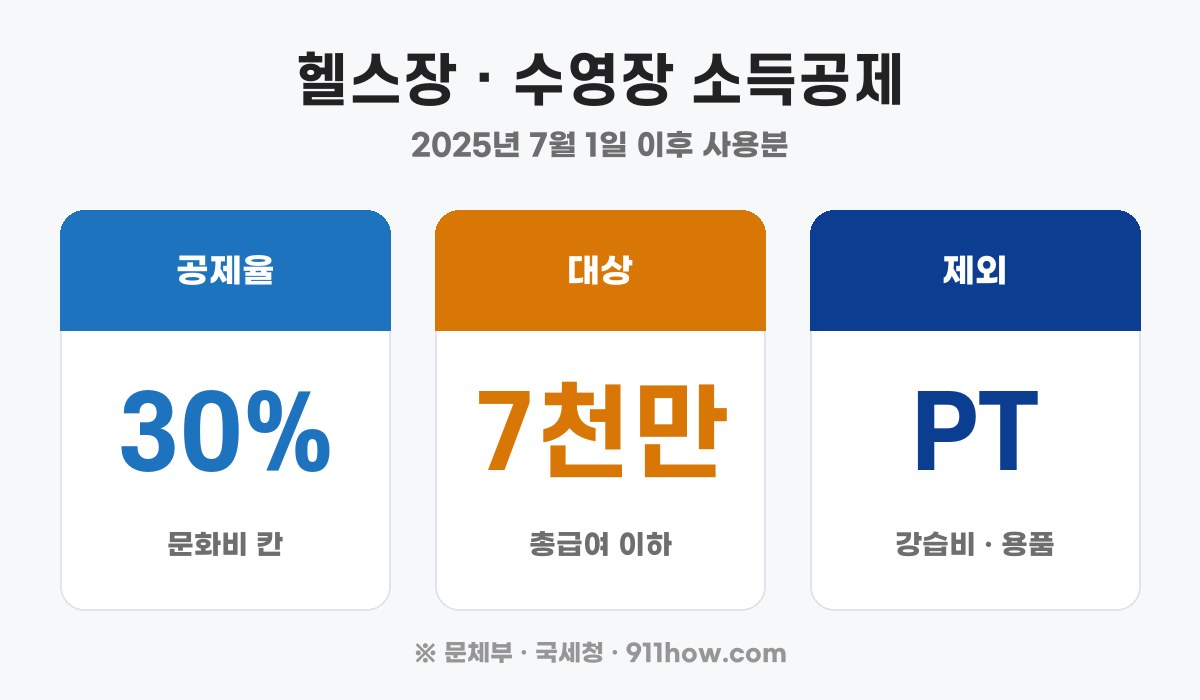 헬스장 · 수영장 소득공제
2025년 7월 1일 이후 사용분
공제율
30%
문화비 칸
대상
7천만
총급여 이하
제외
PT
강습비 · 용품
※ 문체부 · 국세청 · 911how.com